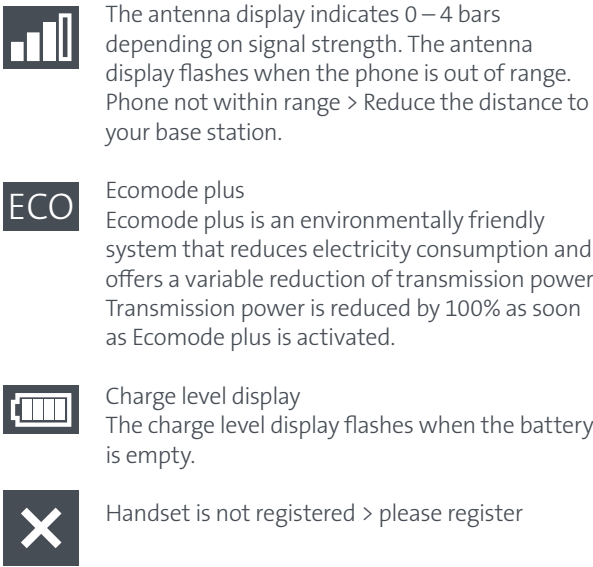 The antenna display indicates 0 – 4 bars
depending on signal strength. The antenna
display flashes when the phone is out of range.
Phone not within range > Reduce the distance to
your base station.
ECO
Ecomode plus
Ecomode plus is an environmentally friendly
system that reduces electricity consumption and
offers a variable reduction of transmission power
Transmission power is reduced by 100% as soon
as Ecomode plus is activated.
Charge level display
The charge level display flashes when the battery
is empty.
Handset is not registered > please register